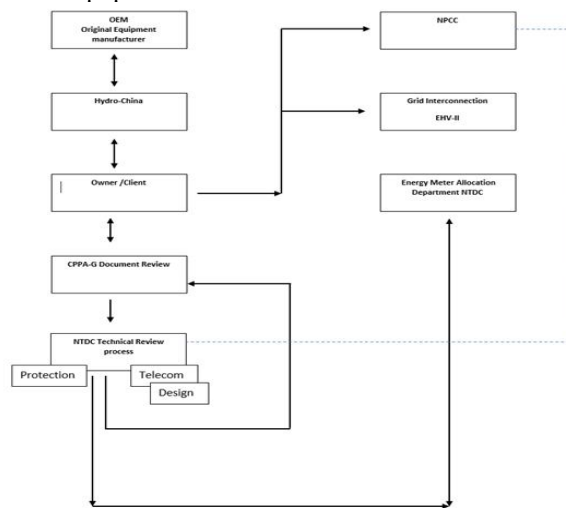 OEM
Original Equipment
manufacturer
NPCC
Hydro-China
Grid Interconnection
EHV-II
Owner /Client
Energy Meter Allocation
Department NTDC
CPPA-G Document Review
NTDC Technical Review
process
Protection
Telecom
Design